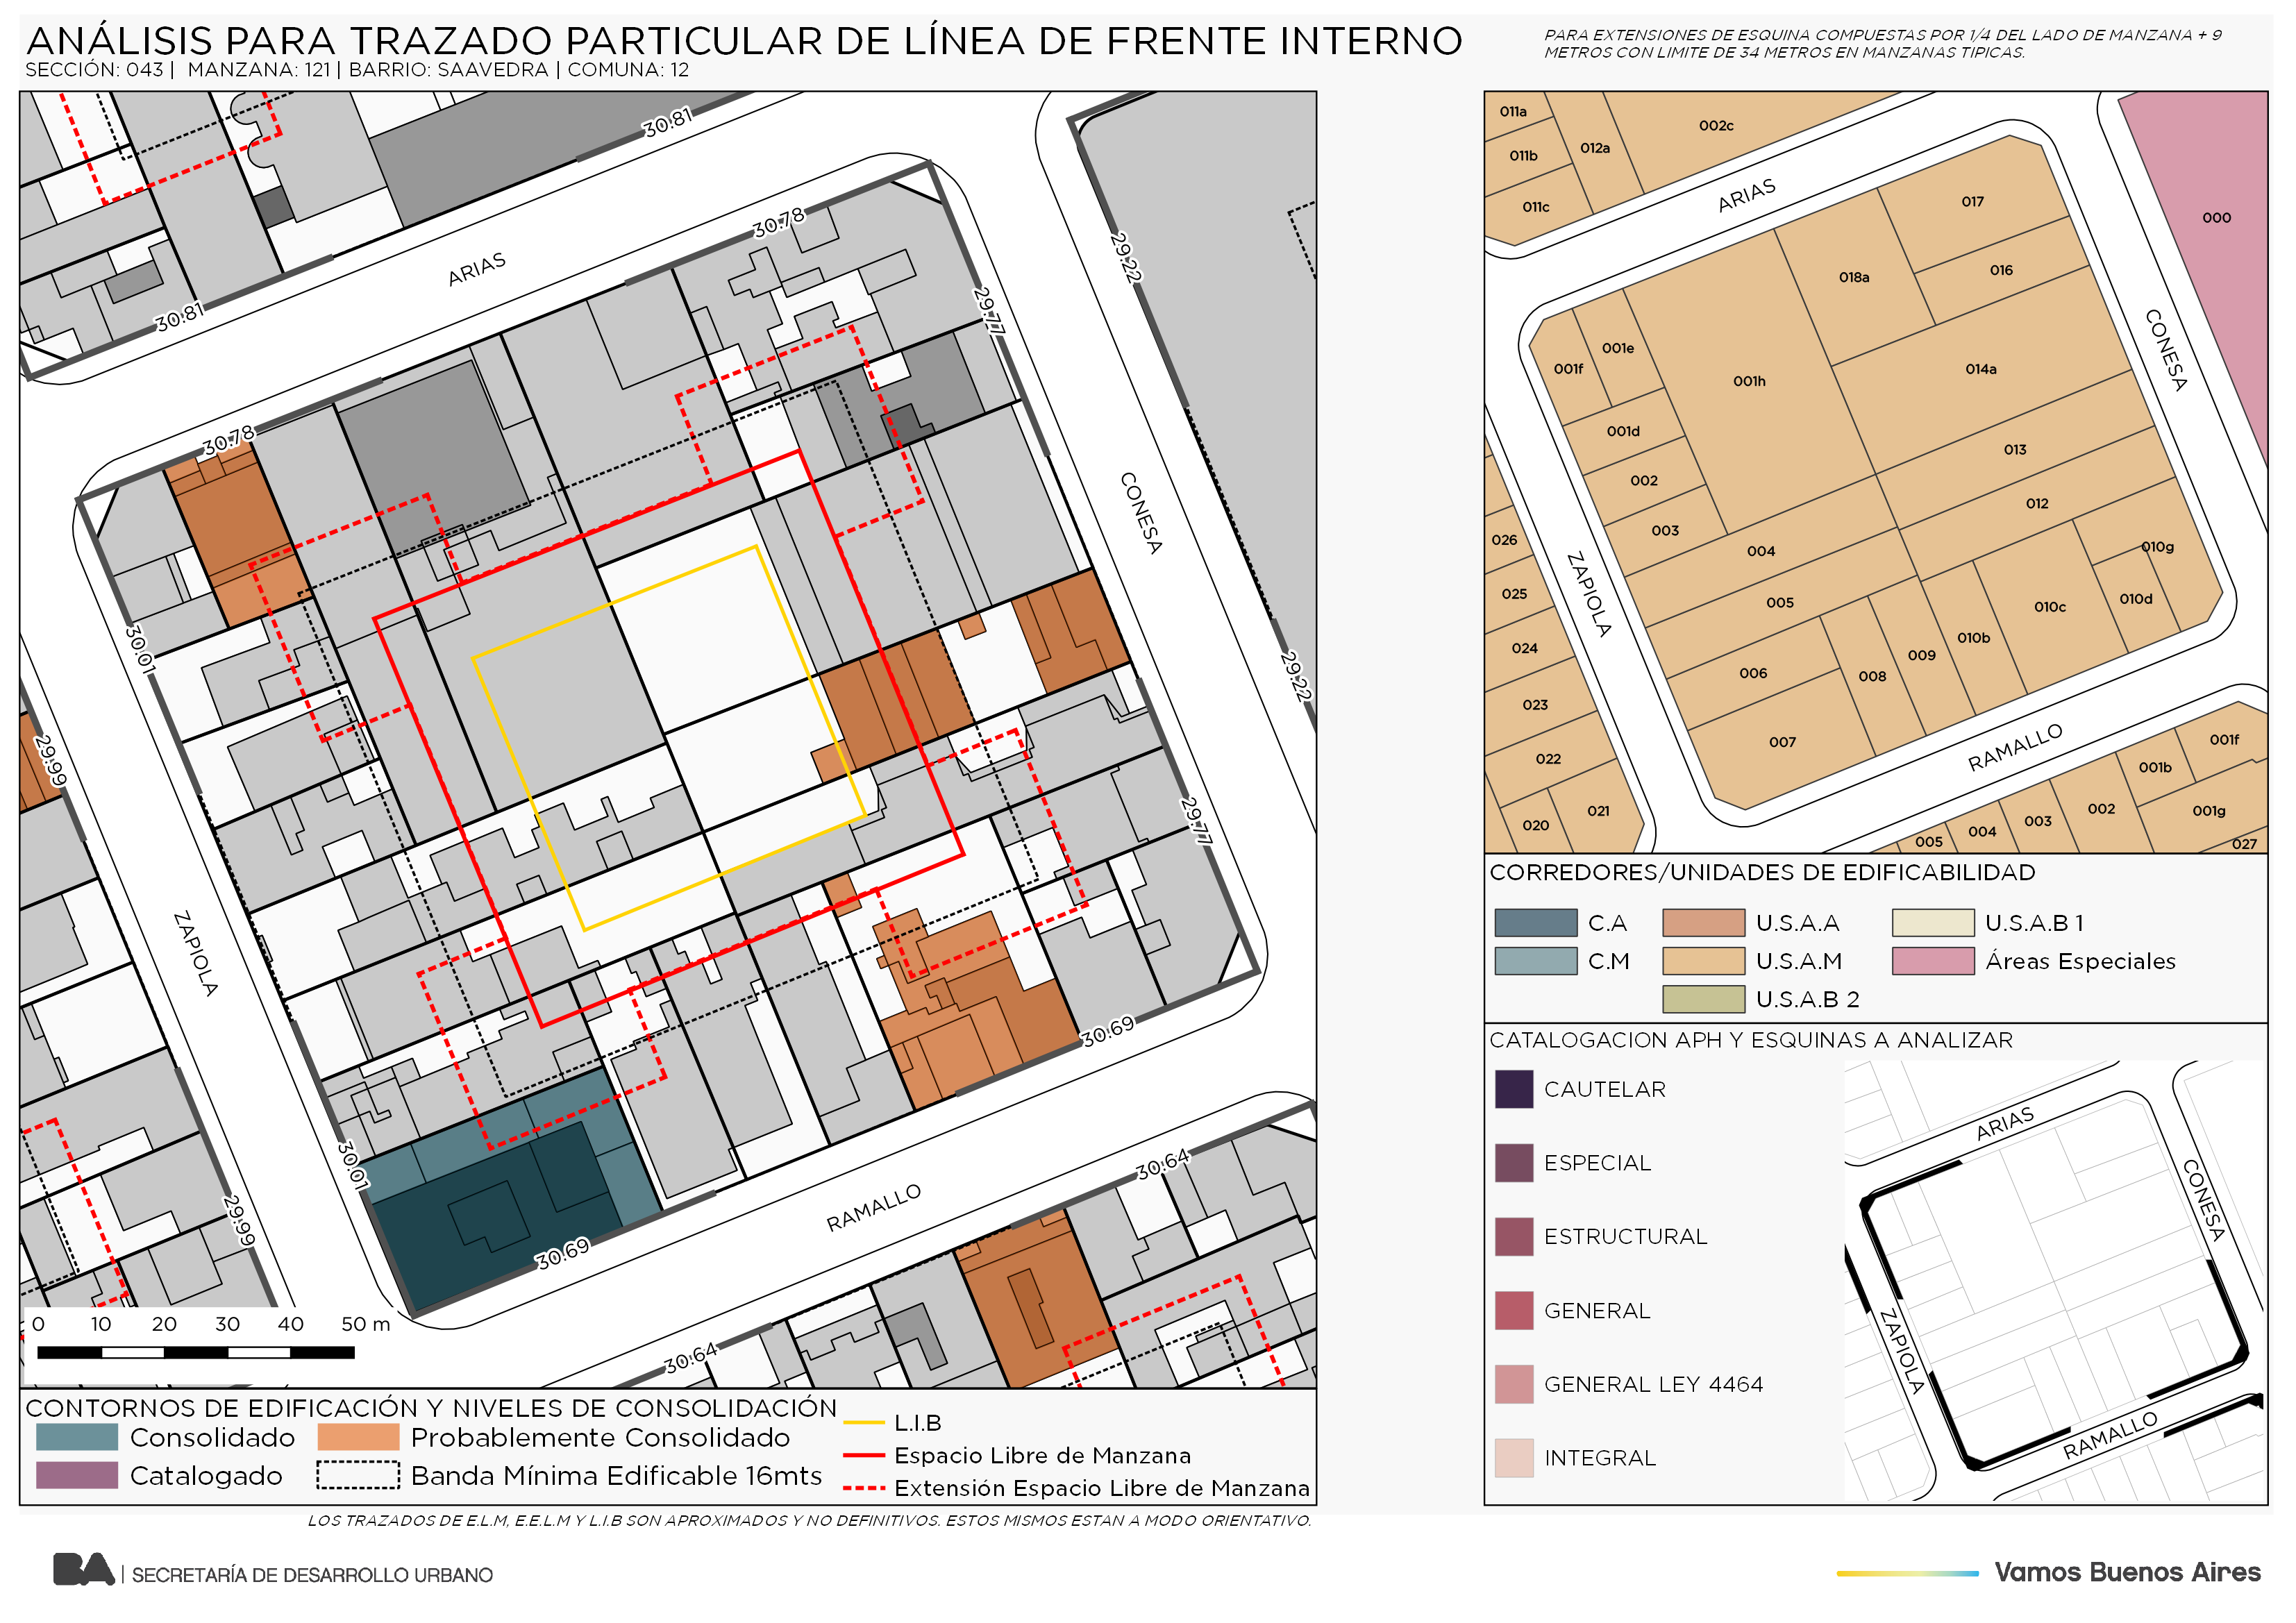 ANÁLISIS PARA TRAZADO PARTICULAR DE LÍNEA DE FRENTE INTERNO
SECCIÓN: 043 | MANZANA: 121 | BARRIO: SAAVEDRA | COMUNA: 12
PARA EXTENSIONES DE ESQUINA COMPUESTAS POR 1/4 DEL LADO DE MANZANA + 9
METROS CON LIMITE DE 34 METROS EN MANZANAS TIPICAS.
30.81
30.81
ARIAS
30.78
30.78
29.22
29.77
CONESA
30.01
29.99
29.22
29.77
ZAPIOLA
30.69
30.01
29.99
RAMALLO
30.64
30.69
30.64
0 10 20 30 40 50 m
CONTORNOS DE EDIFICACIÓN Y NIVELES DE CONSOLIDACIÓN
Consolidado
Probablemente Consolidado
Catalogado
Banda Mínima Edificable 16mts
L.I.B
Espacio Libre de Manzana
Extensión Espacio Libre de Manzana
011a
011b
011c
012a
002c
ARIAS
017
000
018a
016
001f
001e
001h
014a
CONESA
001d
002
003
013
012
004
026
010g
025
ZAPIOLA
005
010c
010d
024
006
008
009
010b
023
007
RAMALLO
022
021
020
001f
001b
001g
002
003
004
005
027
CORREDORES/UNIDADES DE EDIFICABILIDAD
C.A
U.S.A.A
U.S.A.B 1
C.M
U.S.A.M
Áreas Especiales
U.S.A.B 2
CATALOGACION APH Y ESQUINAS A ANALIZAR
CAUTELAR
ESPECIAL
ESTRUCTURAL
GENERAL
GENERAL LEY 4464
INTEGRAL
ARIAS
CONESA
ZAPIOLA
RAMALLO
LOS TRAZADOS DE E.L.M, E.E.L.M Y L.I.B SON APROXIMADOS Y NO DEFINITIVOS. ESTOS MISMOS ESTAN A MODO ORIENTATIVO.
BA | SECRETARÍA DE DESARROLLO URBANO
Vamos Buenos Aires